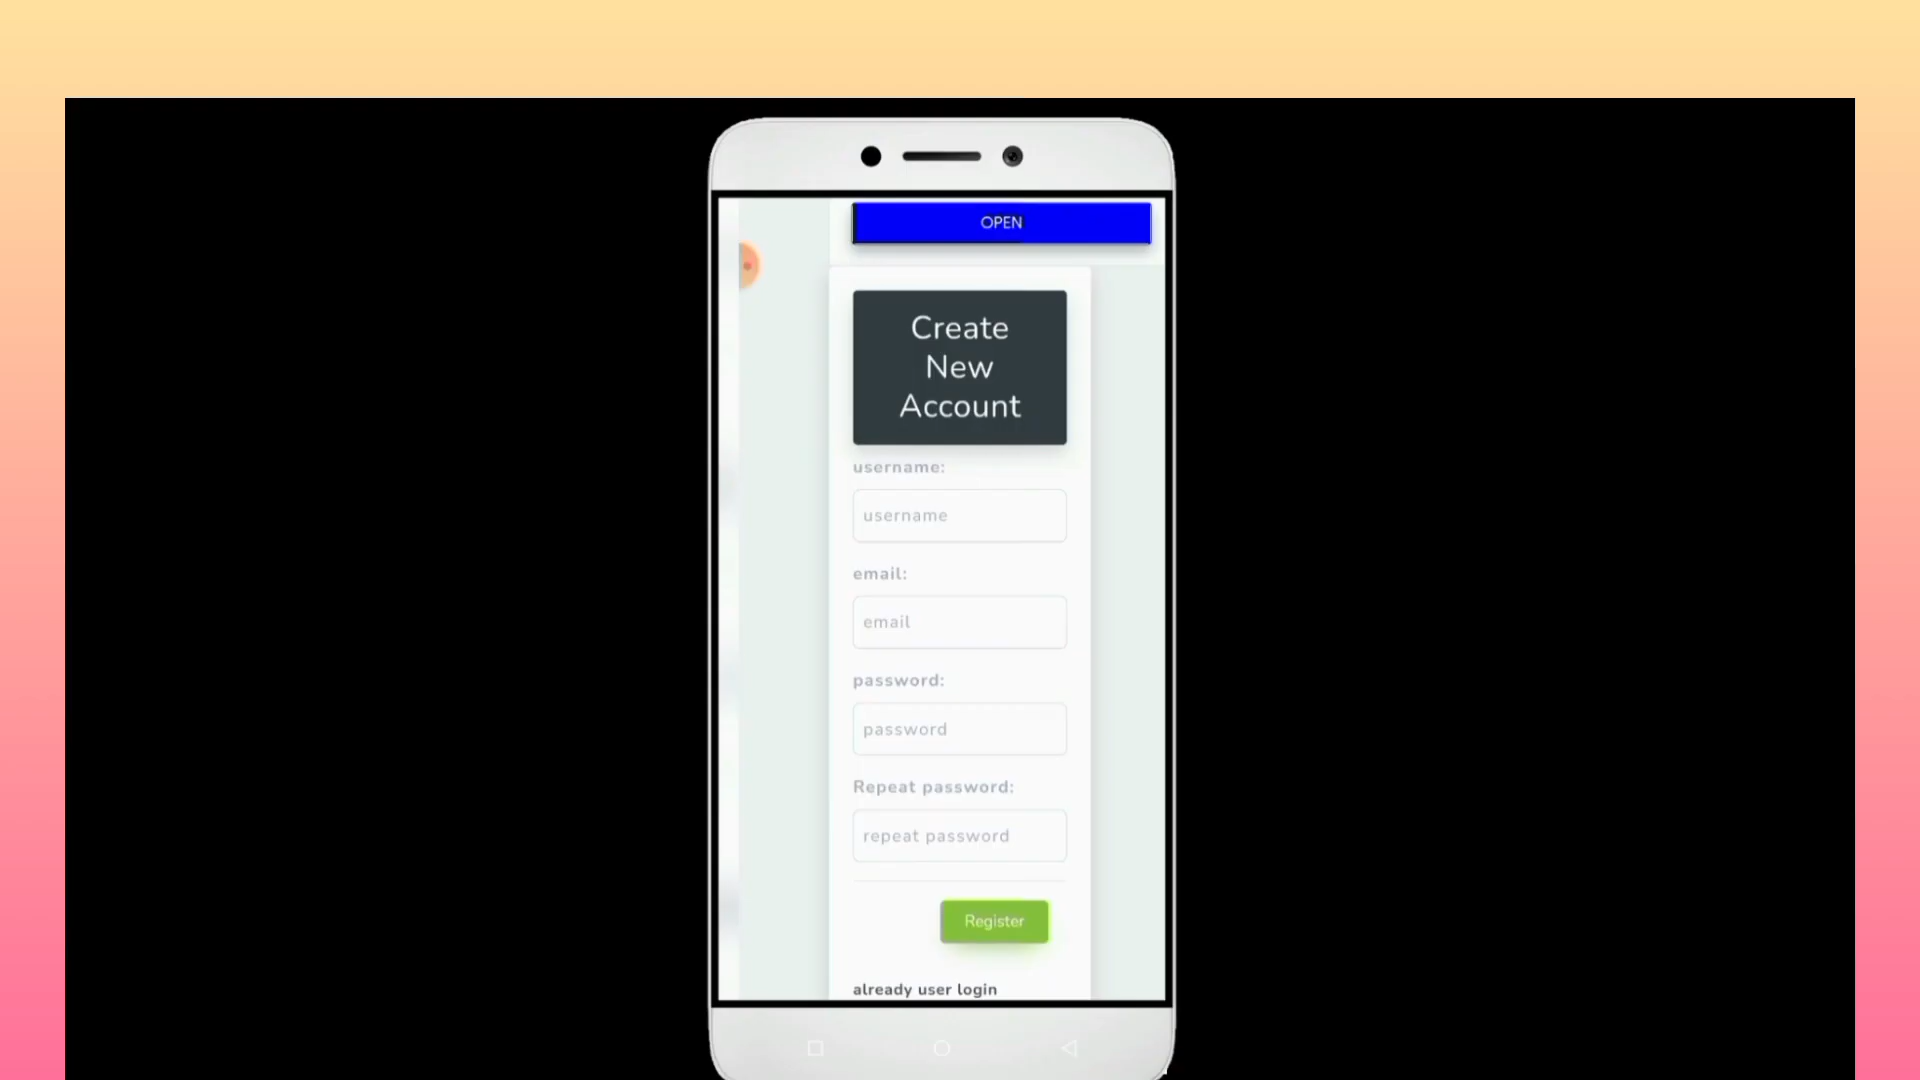 OPEN
Create
New
Account
username:
username
email:
email
password:
password
Repeat password:
repeat password
Register
already user login